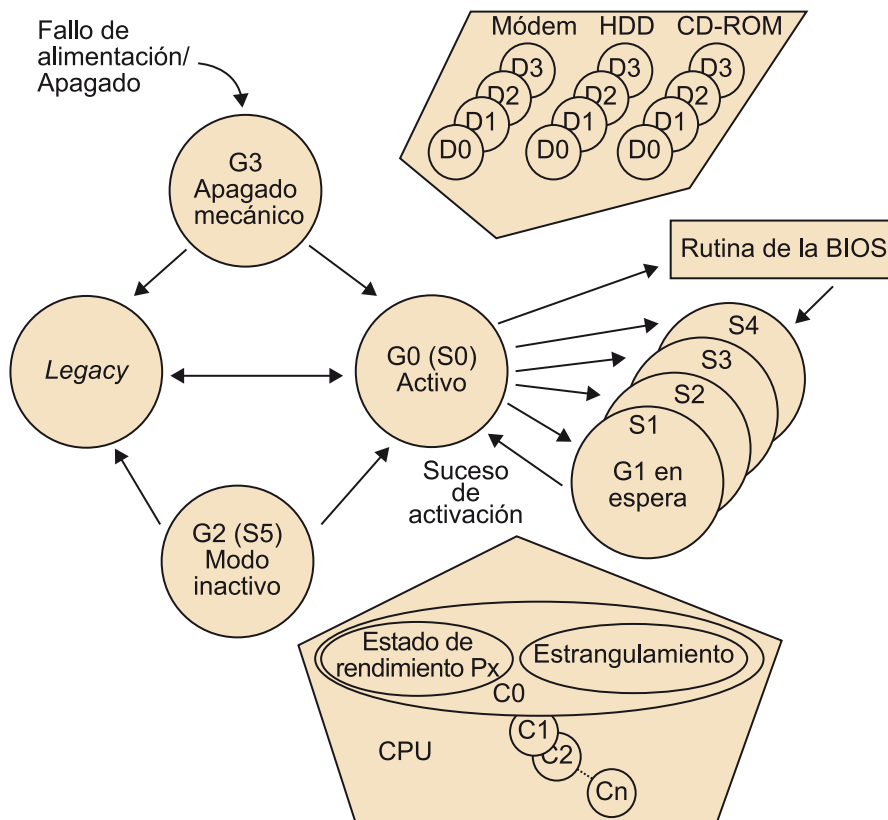 Fallo de
alimentación/
Apagado
Módem HDD CD-ROM
D3 D3 D3
D2 D2 D2
D1 D1 D1
D0 D0 D0
G3
Apagado
mecánico
Rutina de la BIOS
Legacy
G0 (S0)
Activo
S4
S3
S2
S1
G1 en
espera
Suceso
de
activación
G2 (S5)
Modo
inactivo
Estado de
rendimiento Px
Estrangulamiento
C0
CPU
C1
C2
Cn